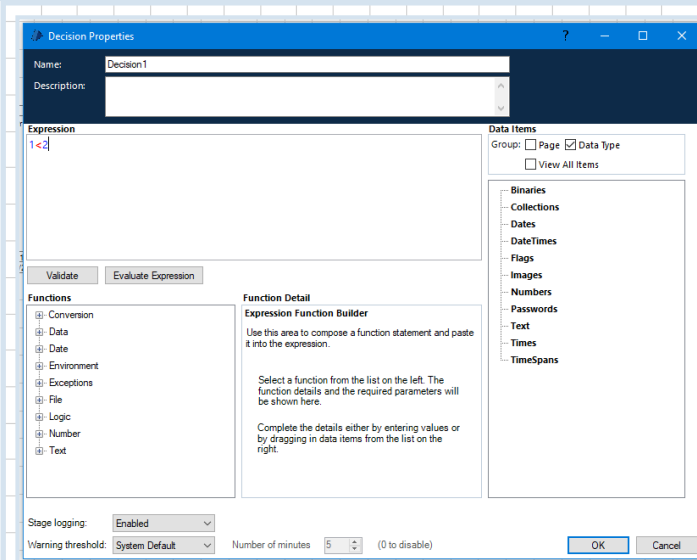 Decision Properties
?
Name:
Decision1
Description:
Expression
1<2
Data Items
Group: Page Data Type
View All Items
Binaries
Collections
Dates
DateTimes
Flags
Images
Numbers
Passwords
Text
Times
TimeSpans
Validate
Evaluate Expression
Functions
Conversion
Data
Date
Environment
Exceptions
File
Logic
Number
Text
Function Detail
Expression Function Builder
Use this area to compose a function statement and paste
it into the expression.
Select a function from the list on the left. The
function details and the required parameters will
be shown here.
Complete the details either by entering values or
by dragging in data items from the list on the
right.
Stage logging: Enabled
Warning threshold: System Default Number of minutes 5 (0 to disable)
OK
Cancel